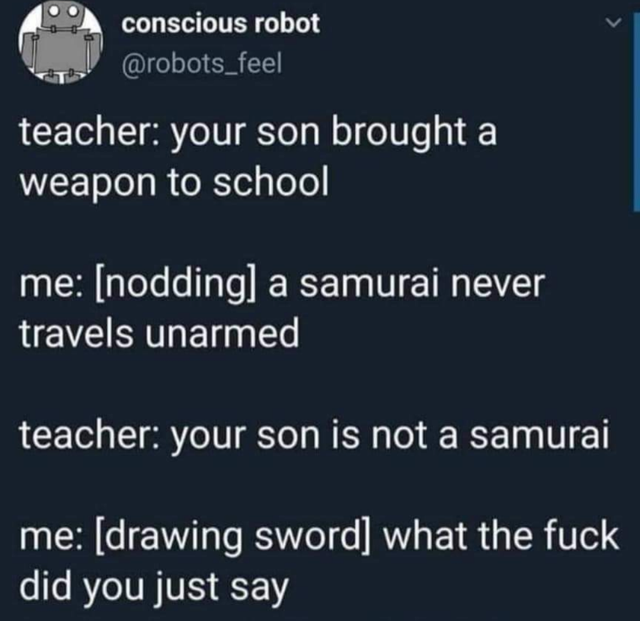 conscious robot
@robots_feel
teacher: your son brought a
weapon to school
me: [nodding] a samurai never
travels unarmed
teacher: your son is not a samurai
me: [drawing sword] what the fuck
did you just say